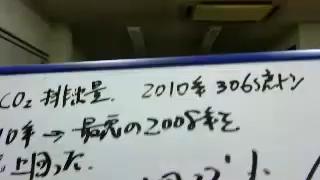 CO₂ 排出量. 2010年 306億トン
10年 → 最悪の2008年を
上回った.